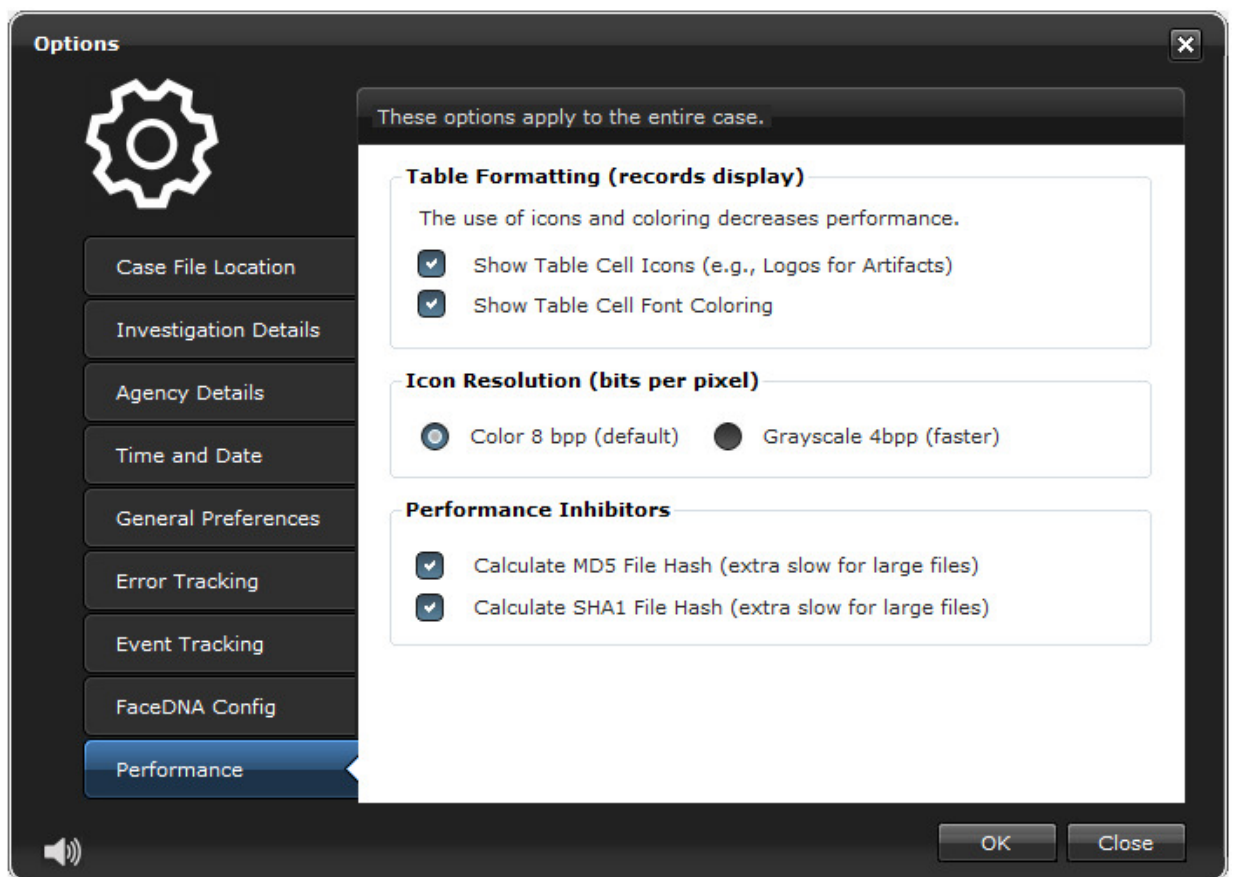 Options
These options apply to the entire case.
Case File Location
Investigation Details
Agency Details
Time and Date
General Preferences
Error Tracking
Event Tracking
FaceDNA Config
Performance
Table Formatting (records display)
The use of icons and coloring decreases performance.
Show Table Cell Icons (e.g., Logos for Artifacts)
Show Table Cell Font Coloring
Icon Resolution (bits per pixel)
Color 8 bpp (default) Grayscale 4bpp (faster)
Performance Inhibitors
Calculate MD5 File Hash (extra slow for large files)
Calculate SHA1 File Hash (extra slow for large files)
OK Close